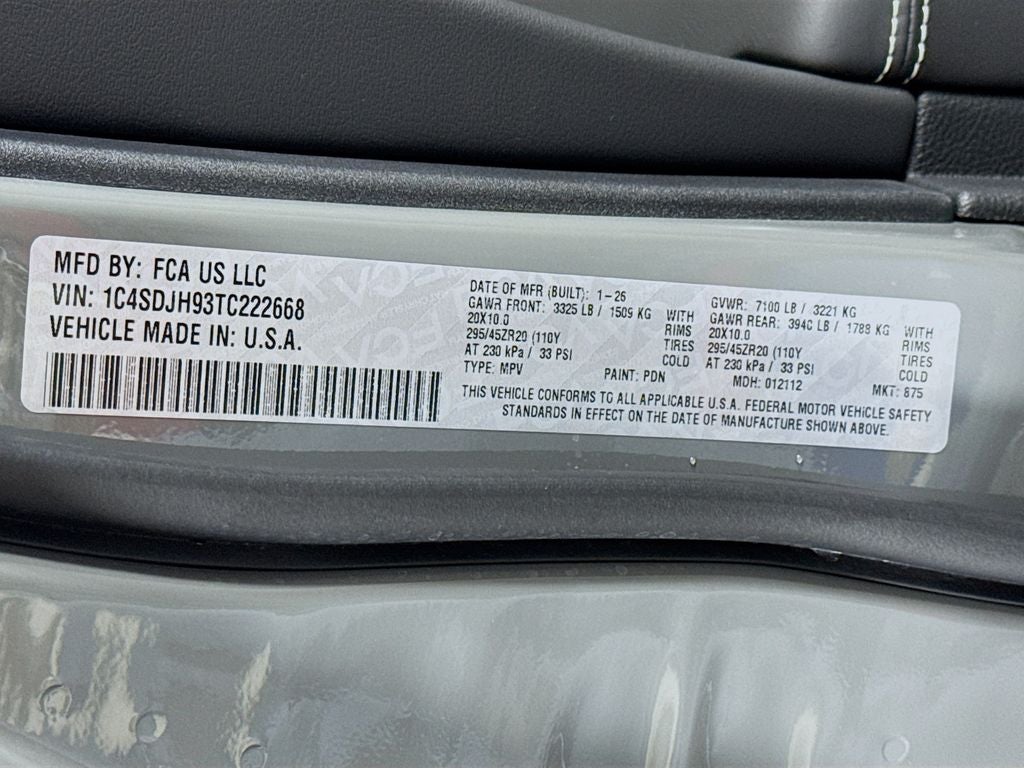 MFD BY: FCA US LLC
VIN: 1C4SDJH93TC222668
VEHICLE MADE IN: U.S.A.
DATE OF MFR (BUILT): 1-26
GAWR FRONT: 3325 LB / 1509 KG WITH
20X10.0 RIMS
295/45ZR20 (110Y TIRES
AT 230 kPa / 33 PSI COLD
TYPE: MPV PAINT: PDN
GVWR: 7100 LB / 3221 KG
GAWR REAR: 3940 LB / 1789 KG WITH
20X10.0 RIMS
295/45ZR20 (110Y TIRES
AT 230 kPa / 33 PSI COLD
MDH: 012112 MKT: 875
THIS VEHICLE CONFORMS TO ALL APPLICABLE U.S.A. FEDERAL MOTOR VEHICLE SAFETY
STANDARDS IN EFFECT ON THE DATE OF MANUFACTURE SHOWN ABOVE.